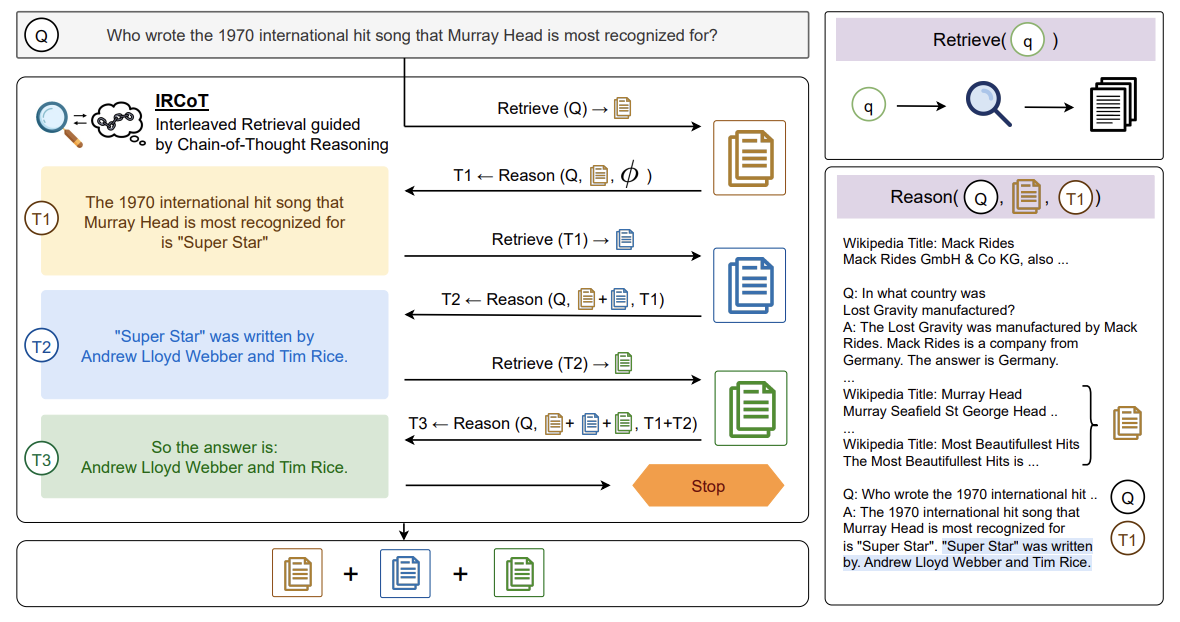 Q
Who wrote the 1970 international hit song that Murray Head is most recognized for?
IRCoT
Interleaved Retrieval guided
by Chain-of-Thought Reasoning
Retrieve (Q) →
T1 ← Reason (Q, , ϕ )
T1
The 1970 international hit song that
Murray Head is most recognized for
is "Super Star"
Retrieve (T1) →
T2 ← Reason (Q, + , T1)
T2
"Super Star" was written by
Andrew Lloyd Webber and Tim Rice.
Retrieve (T2) →
T3 ← Reason (Q, + + , T1+T2)
T3
So the answer is:
Andrew Lloyd Webber and Tim Rice.
Stop
+ +
Retrieve( q )
q
Reason( Q , , T1 )
Wikipedia Title: Mack Rides
Mack Rides GmbH & Co KG, also ...
Q: In what country was
Lost Gravity manufactured?
A: The Lost Gravity was manufactured by Mack
Rides. Mack Rides is a company from
Germany. The answer is Germany.
...
Wikipedia Title: Murray Head
Murray Seafield St George Head ..
...
Wikipedia Title: Most Beautifullest Hits
The Most Beautifullest Hits is ...
Q: Who wrote the 1970 international hit ..
Q
A: The 1970 international hit song that
Murray Head is most recognized for
T1
is "Super Star". "Super Star" was written
by. Andrew Lloyd Webber and Tim Rice.